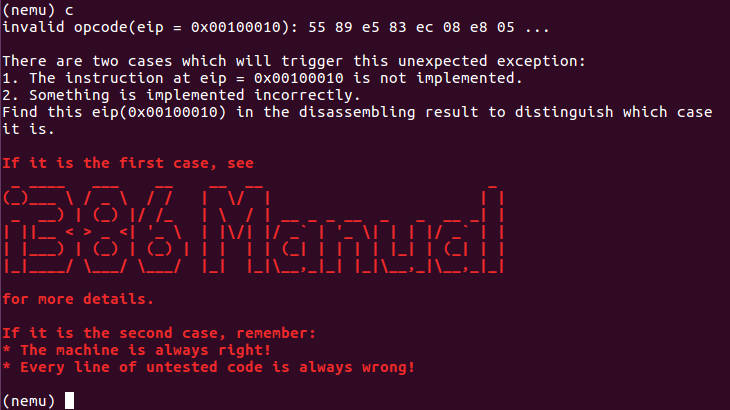 (nemu) c
invalid opcode(eip = 0x00100010): 55 89 e5 83 ec 08 e8 05 ...
There are two cases which will trigger this unexpected exception:
1. The instruction at eip = 0x00100010 is not implemented.
2. Something is implemented incorrectly.
Find this eip(0x00100010) in the disassembling result to distinguish which case
it is.
If it is the first case, see
i386 Manual
for more details.
If it is the second case, remember:
* The machine is always right!
* Every line of untested code is always wrong!
(nemu)